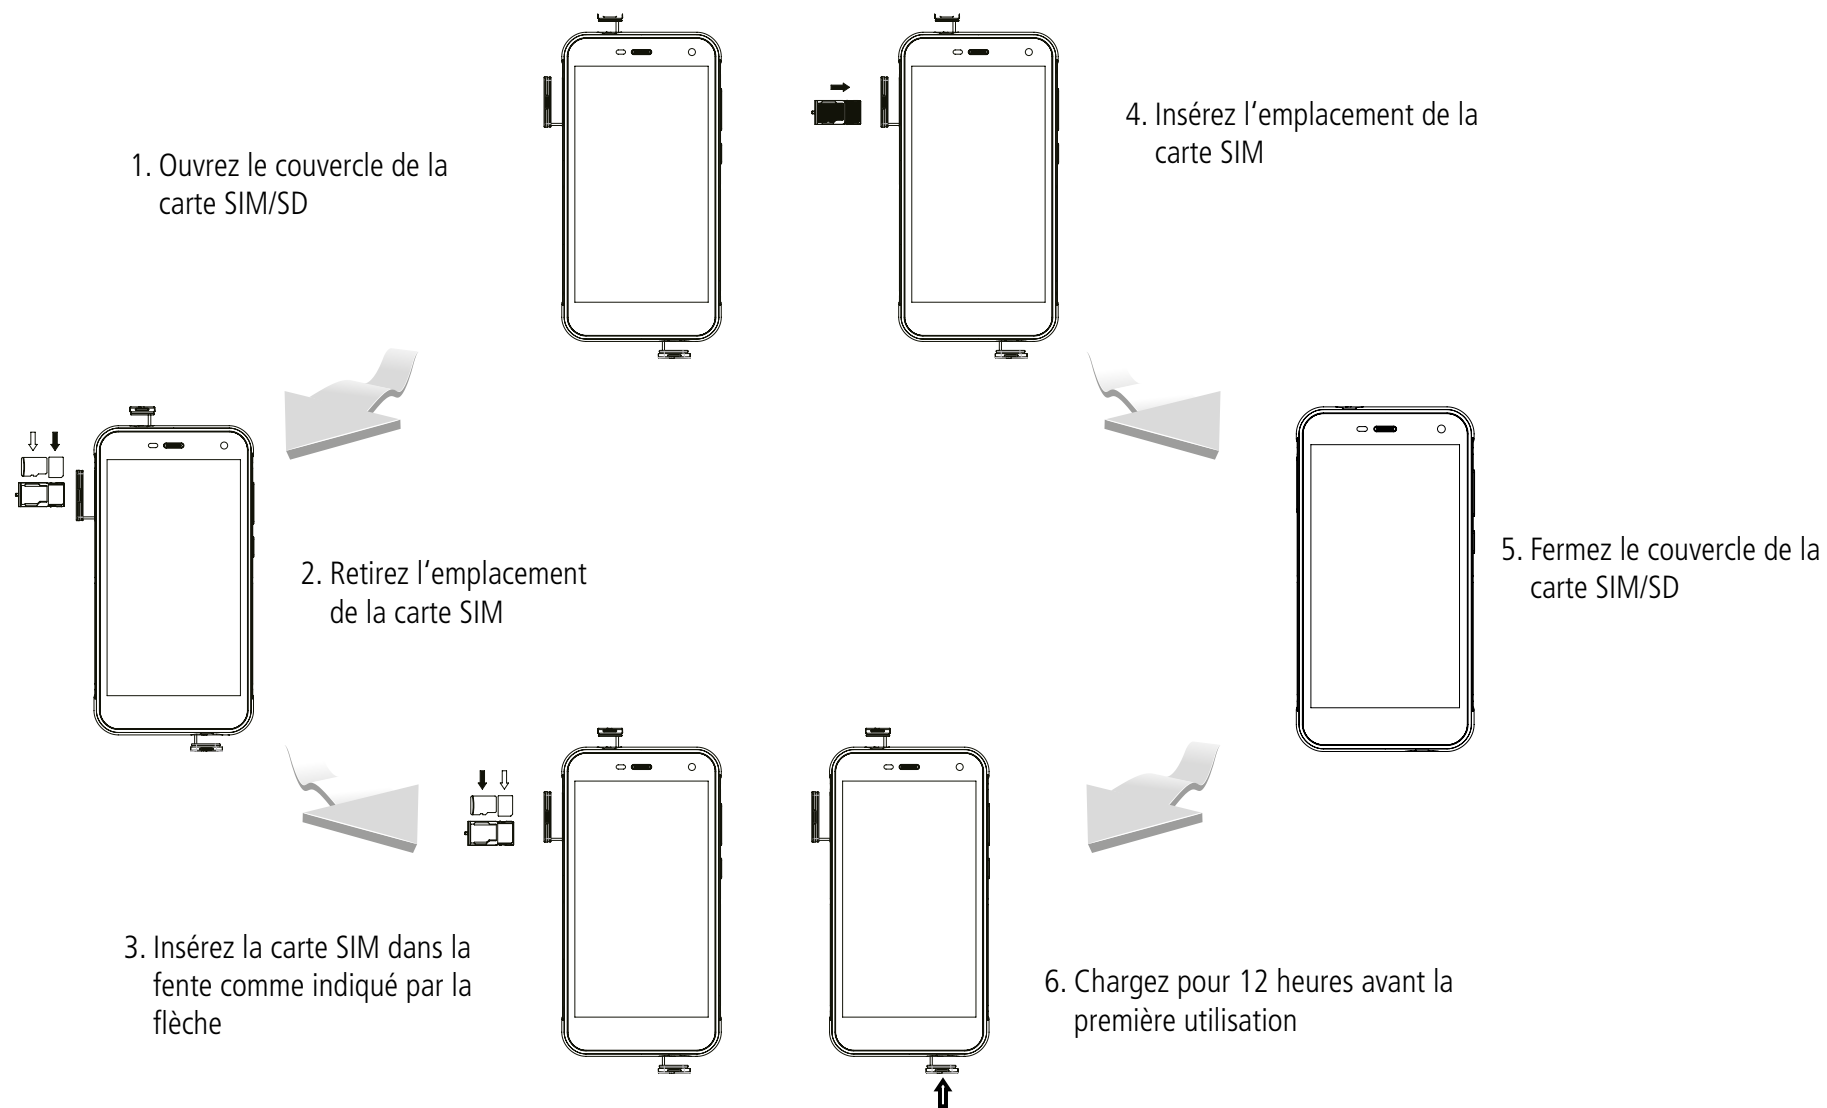 1. Ouvrez le couvercle de la
carte SIM/SD
2. Retirez l‘emplacement
de la carte SIM
3. Insérez la carte SIM dans la
fente comme indiqué par la
flèche
4. Insérez l‘emplacement de la
carte SIM
5. Fermez le couvercle de la
carte SIM/SD
6. Chargez pour 12 heures avant la
première utilisation